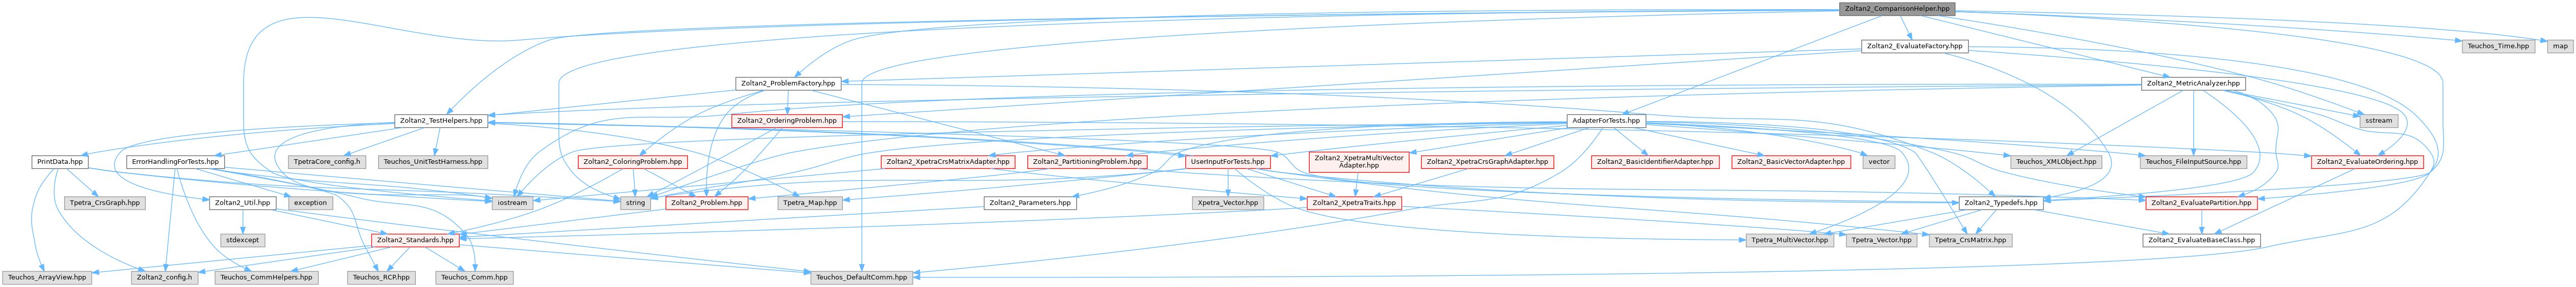 Zoltan2_ComparisonHelper.hpp
Zoltan2_EvaluateFactory.hpp
Teuchos_Time.hpp
map
Zoltan2_ProblemFactory.hpp
Zoltan2_MetricAnalyzer.hpp
Zoltan2_TestHelpers.hpp
Zoltan2_OrderingProblem.hpp
AdapterForTests.hpp
sstream
PrintData.hpp
ErrorHandlingForTests.hpp
TpetraCore_config.h
Teuchos_UnitTestHarness.hpp
Zoltan2_ColoringProblem.hpp
Zoltan2_XpetraCrsMatrixAdapter.hpp
Zoltan2_PartitioningProblem.hpp
UserInputForTests.hpp
Zoltan2_XpetraMultiVector
Adapter.hpp
Zoltan2_XpetraCrsGraphAdapter.hpp
Zoltan2_BasicIdentifierAdapter.hpp
Zoltan2_BasicVectorAdapter.hpp
vector
Teuchos_XMLObject.hpp
Teuchos_FileInputSource.hpp
Zoltan2_EvaluateOrdering.hpp
Tpetra_CrsGraph.hpp
Zoltan2_Util.hpp
exception
iostream
string
Zoltan2_Problem.hpp
Tpetra_Map.hpp
Zoltan2_Parameters.hpp
Xpetra_Vector.hpp
Zoltan2_XpetraTraits.hpp
Zoltan2_Typedefs.hpp
Zoltan2_EvaluatePartition.hpp
stdexcept
Zoltan2_Standards.hpp
Tpetra_MultiVector.hpp
Tpetra_Vector.hpp
Tpetra_CrsMatrix.hpp
Zoltan2_EvaluateBaseClass.hpp
Teuchos_ArrayView.hpp
Zoltan2_config.h
Teuchos_CommHelpers.hpp
Teuchos_RCP.hpp
Teuchos_Comm.hpp
Teuchos_DefaultComm.hpp